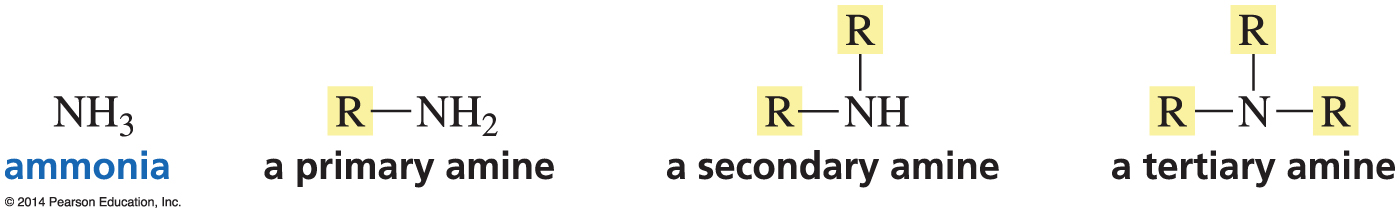 R R
NH₃ R—NH₂ R—NH R—N—R
ammonia a primary amine a secondary amine a tertiary amine
© 2014 Pearson Education, Inc.